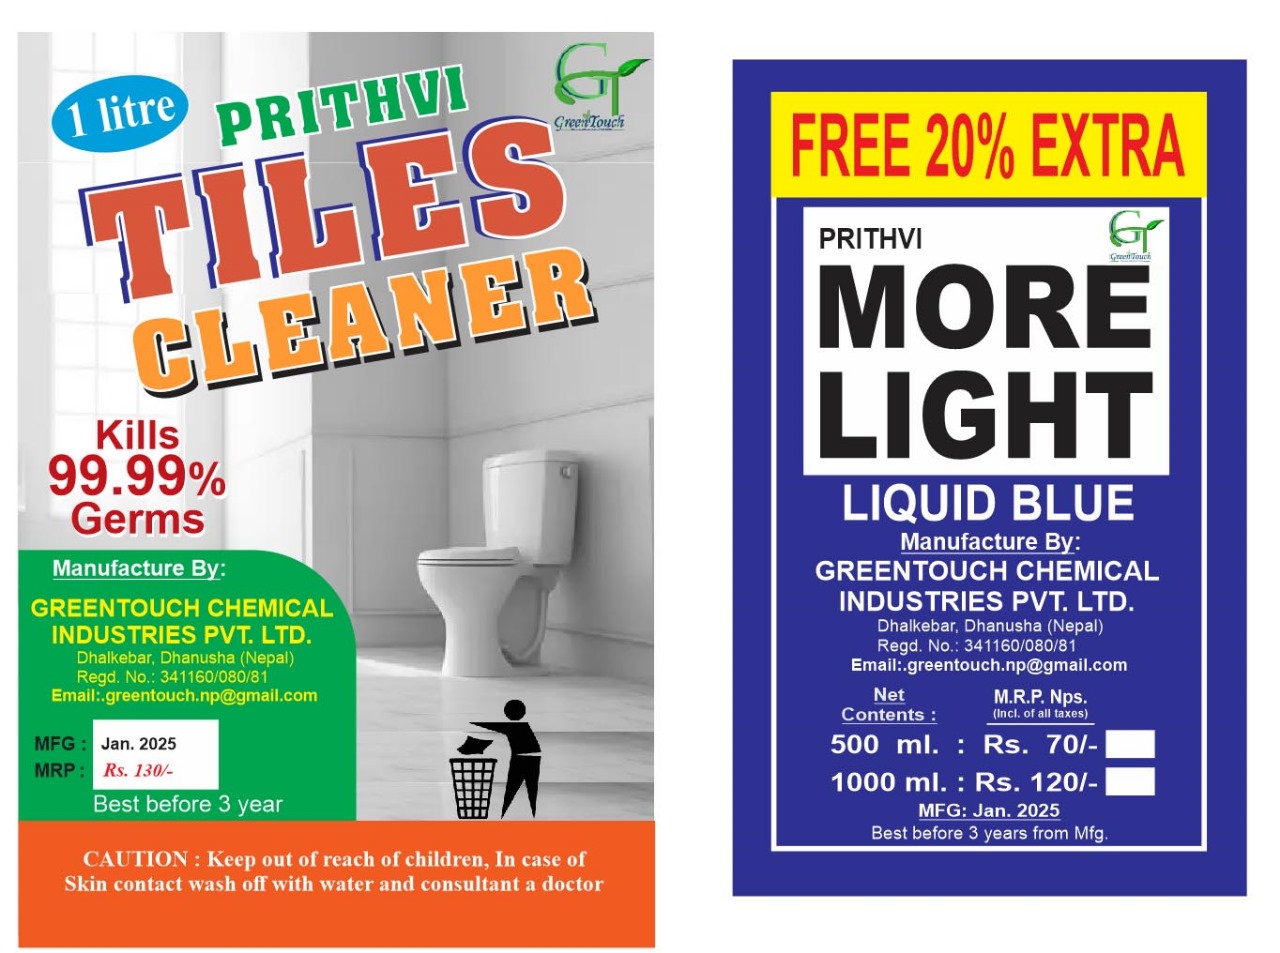 1 litre
PRITHVI
GreenTouch
TILES
CLEANER
Kills
99.99%
Germs
Manufacture By:
GREENTOUCH CHEMICAL
INDUSTRIES PVT. LTD.
Dhalkebar, Dhanusha (Nepal)
Regd. No.: 341160/080/81
Email:.greentouch.np@gmail.com
MFG : Jan. 2025
MRP : Rs. 130/-
Best before 3 year
CAUTION : Keep out of reach of children, In case of
Skin contact wash off with water and consultant a doctor
FREE 20% EXTRA
PRITHVI
GreenTouch
MORE
LIGHT
LIQUID BLUE
Manufacture By:
GREENTOUCH CHEMICAL
INDUSTRIES PVT. LTD.
Dhalkebar, Dhanusha (Nepal)
Regd. No.: 341160/080/81
Email:.greentouch.np@gmail.com
Net M.R.P. Nps.
Contents : (Incl. of all taxes)
500 ml. : Rs. 70/-
1000 ml. : Rs. 120/-
MFG: Jan. 2025
Best before 3 years from Mfg.